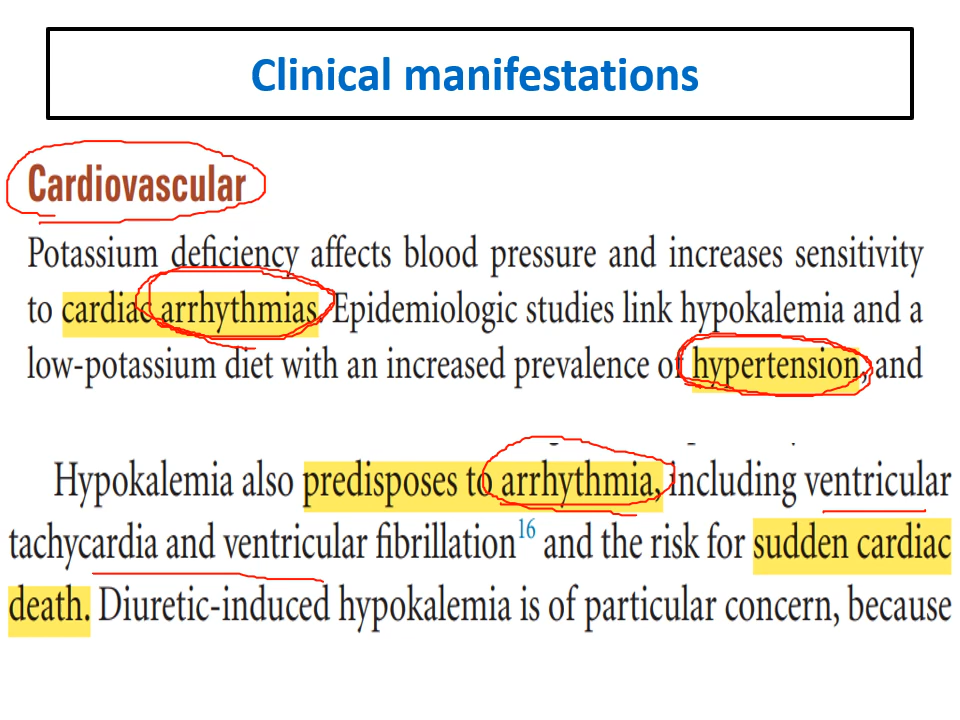 Clinical manifestations
Cardiovascular
Potassium deficiency affects blood pressure and increases sensitivity
to cardiac arrhythmias. Epidemiologic studies link hypokalemia and a
low-potassium diet with an increased prevalence of hypertension, and
Hypokalemia also predisposes to arrhythmia, including ventricular
tachycardia and ventricular fibrillation16 and the risk for sudden cardiac
death. Diuretic-induced hypokalemia is of particular concern, because